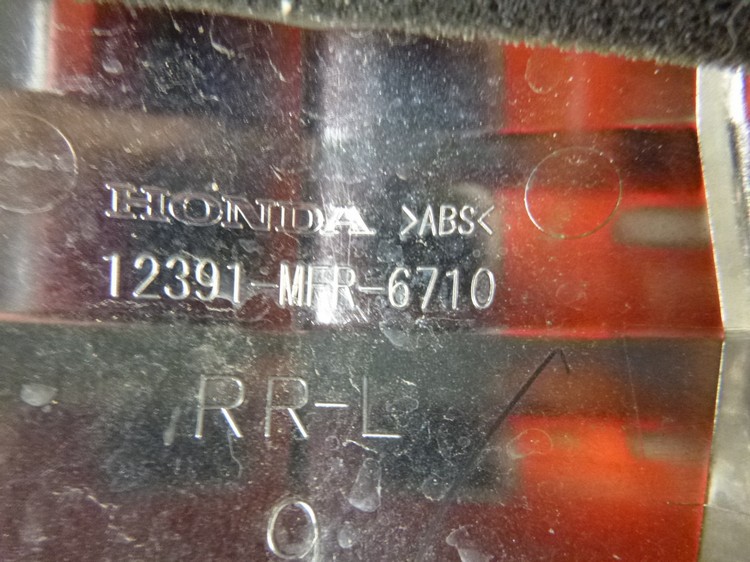 HONDA >ABS<
12391-MFR-6710
RR-L
9